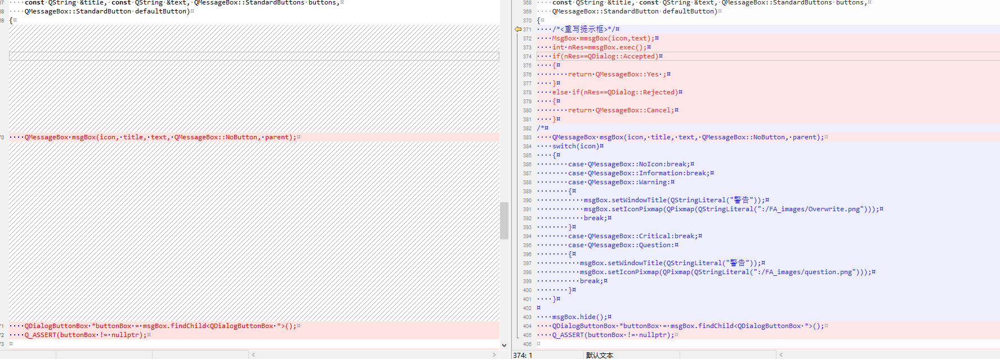 67 const QString &title, const QString &text, QMessageBox::StandardButtons buttons,
68 QMessageBox::StandardButton defaultButton)
69 {
70 QMessageBox msgBox(icon, title, text, QMessageBox::NoButton, parent);
71 QDialogButtonBox *buttonBox = msgBox.findChild<QDialogButtonBox *>();
72 Q_ASSERT(buttonBox != nullptr);
73
368 const QString &title, const QString &text, QMessageBox::StandardButtons buttons,
369 QMessageBox::StandardButton defaultButton)
370 {
371 /*<重写提示框>*/
372 MsgBox mmsgBox(icon,text);
373 int nRes=mmsgBox.exec();
374 if(nRes==QDialog::Accepted)
375 {
376 return QMessageBox::Yes ;
377 }
378 else if(nRes==QDialog::Rejected)
379 {
380 return QMessageBox::Cancel;
381 }
382 /*
383 QMessageBox msgBox(icon, title, text, QMessageBox::NoButton, parent);
384 switch(icon)
385 {
386 case QMessageBox::NoIcon:break;
387 case QMessageBox::Information:break;
388 case QMessageBox::Warning:
389 {
390 msgBox.setWindowTitle(QStringLiteral("警告"));
391 msgBox.setIconPixmap(QPixmap(QStringLiteral(":/FA_images/Overwrite.png")));
392 break;
393 }
394 case QMessageBox::Critical:break;
395 case QMessageBox::Question:
396 {
397 msgBox.setWindowTitle(QStringLiteral("警告"));
398 msgBox.setIconPixmap(QPixmap(QStringLiteral(":/FA_images/question.png")));
399 break;
400 }
401 }
402
403 msgBox.hide();
404 QDialogButtonBox *buttonBox = msgBox.findChild<QDialogButtonBox *>();
405 Q_ASSERT(buttonBox != nullptr);
406
374: 1 默认文本